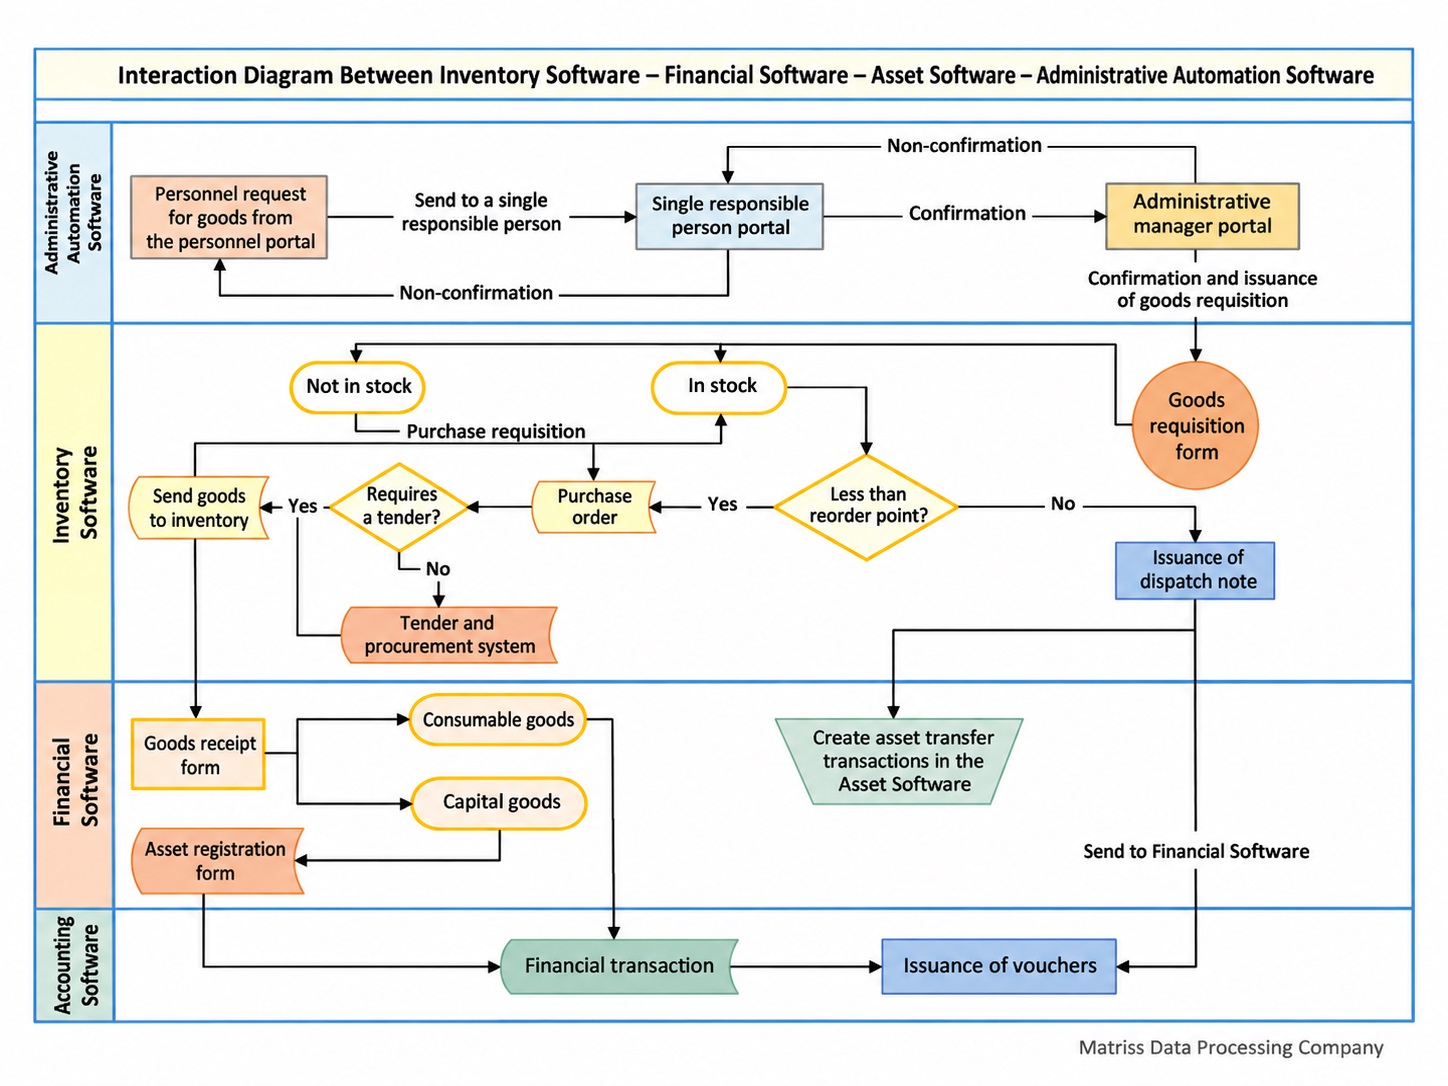 Interaction Diagram Between Inventory Software – Financial Software – Asset Software – Administrative Automation Software
Administrative
Automation
Software
Personnel request
for goods from
the personnel portal
Send to a single
responsible person
Single responsible
person portal
Non-confirmation
Confirmation
Administrative
manager portal
Non-confirmation
Confirmation and issuance
of goods requisition
Inventory
Software
Not in stock
In stock
Goods
requisition
form
Purchase requisition
Send goods
to inventory
Yes
Requires
a tender?
Purchase
order
Yes
Less than
reorder point?
No
Issuance of
dispatch note
No
Tender and
procurement system
Financial
Software
Goods receipt
form
Consumable goods
Capital goods
Asset registration
form
Create asset transfer
transactions in the
Asset Software
Send to Financial Software
Accounting
Software
Financial transaction
Issuance of vouchers
Matriss Data Processing Company